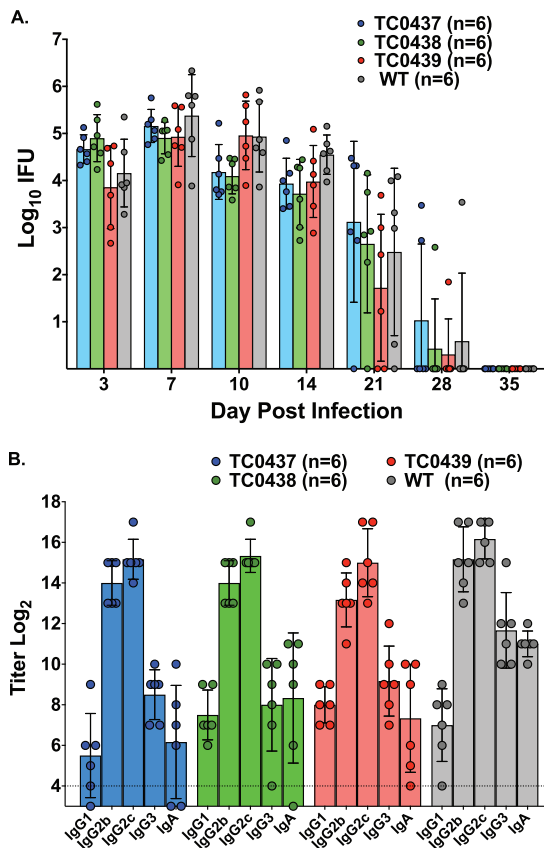 A.
TC0437 (n=6)
TC0438 (n=6)
TC0439 (n=6)
WT (n=6)
Log10 IFU
7
6
5
4
3
2
1
3 7 10 14 21 28 35
Day Post Infection
B.
TC0437 (n=6) TC0439 (n=6)
TC0438 (n=6) WT (n=6)
Titer Log2
18
16
14
12
10
8
6
4
IgG1 IgG2b IgG2c IgG3 IgA IgG1 IgG2b IgG2c IgG3 IgA IgG1 IgG2b IgG2c IgG3 IgA IgG1 IgG2b IgG2c IgG3 IgA